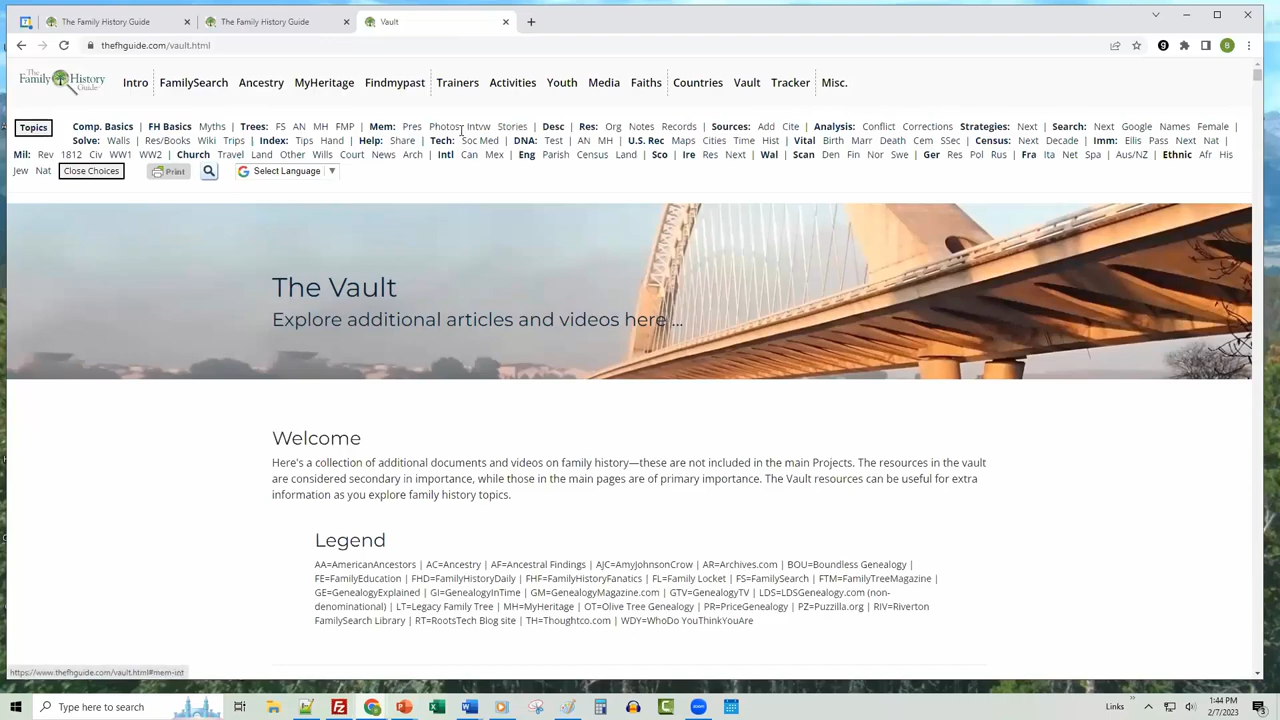 The Family History Guide
The Family History Guide
Vault
thefhguide.com/vault.html
The Family History Guide
Intro FamilySearch Ancestry MyHeritage Findmypast Trainers Activities Youth Media Faiths Countries Vault Tracker Misc.
Topics Comp. Basics | FH Basics Myths | Trees: FS AN MH FMP | Mem: Pres Photos Intvw Stories | Desc | Res: Org Notes Records | Sources: Add Cite | Analysis: Conflict Corrections | Strategies: Next | Search: Next Google Names Female |
Solve: Walls | Res/Books Wiki Trips | Index: Tips Hand | Help: Share | Tech: Soc Med | DNA: Test | AN MH | U.S. Rec Maps Cities Time Hist | Vital Birth Marr Death Cem SSec | Census: Next Decade | Imm: Ellis Pass Next Nat |
Mil: Rev 1812 Civ WW1 WW2 | Church Travel Land Other Wills Court News Arch | Intl Can Mex | Eng Parish Census Land | Sco | Ire Res Next | Wal | Scan Den Fin Nor Swe | Ger Res Pol Rus | Fra Ita Net Spa | Aus/NZ | Ethnic Afr His
Jew Nat Close Choices Print Select Language ▼
The Vault
Explore additional articles and videos here ...
Welcome
Here's a collection of additional documents and videos on family history—these are not included in the main Projects. The resources in the vault
are considered secondary in importance, while those in the main pages are of primary importance. The Vault resources can be useful for extra
information as you explore family history topics.
Legend
AA=AmericanAncestors | AC=Ancestry | AF=Ancestral Findings | AJC=AmyJohnsonCrow | AR=Archives.com | BOU=Boundless Genealogy |
FE=FamilyEducation | FHD=FamilyHistoryDaily | FHF=FamilyHistoryFanatics | FL=Family Locket | FS=FamilySearch | FTM=FamilyTreeMagazine |
GE=GenealogyExplained | GI=GenealogyInTime | GM=GenealogyMagazine.com | GTV=GenealogyTV | LDS=LDSGenealogy.com (non-
denominational) | LT=Legacy Family Tree | MH=MyHeritage | OT=Olive Tree Genealogy | PR=PriceGenealogy | PZ=Puzzilla.org | RIV=Riverton
FamilySearch Library | RT=RootsTech Blog site | TH=Thoughtco.com | WDY=WhoDo YouThinkYouAre
https://www.thefhguide.com/vault.html#mem-int
Type here to search
Links
1:44 PM
2/7/2023